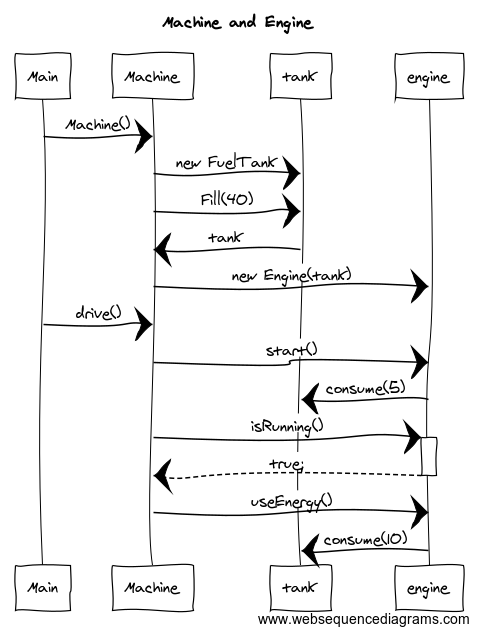 Machine and Engine
Main Machine tank engine
Machine()
new FuelTank
Fill(40)
tank
new Engine(tank)
drive()
start()
consume(5)
isRunning()
true;
useEnergy()
consume(10)
Main Machine tank engine
www.websequencediagrams.com